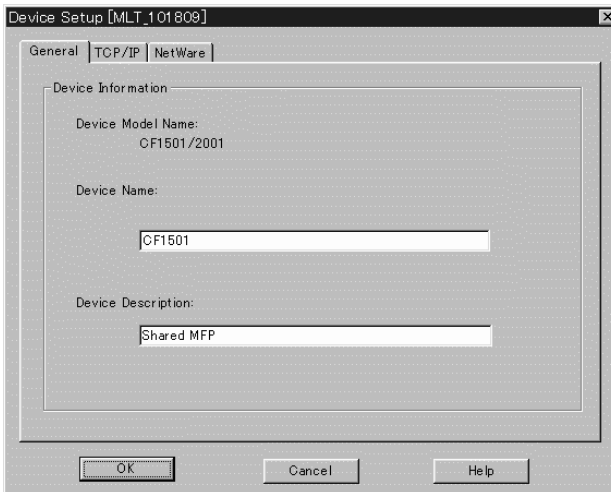 Device Setup [MLT_101809]
General TCP/IP NetWare
Device Information
Device Model Name:
CF1501/2001
Device Name:
CF1501
Device Description:
Shared MFP
OK Cancel Help